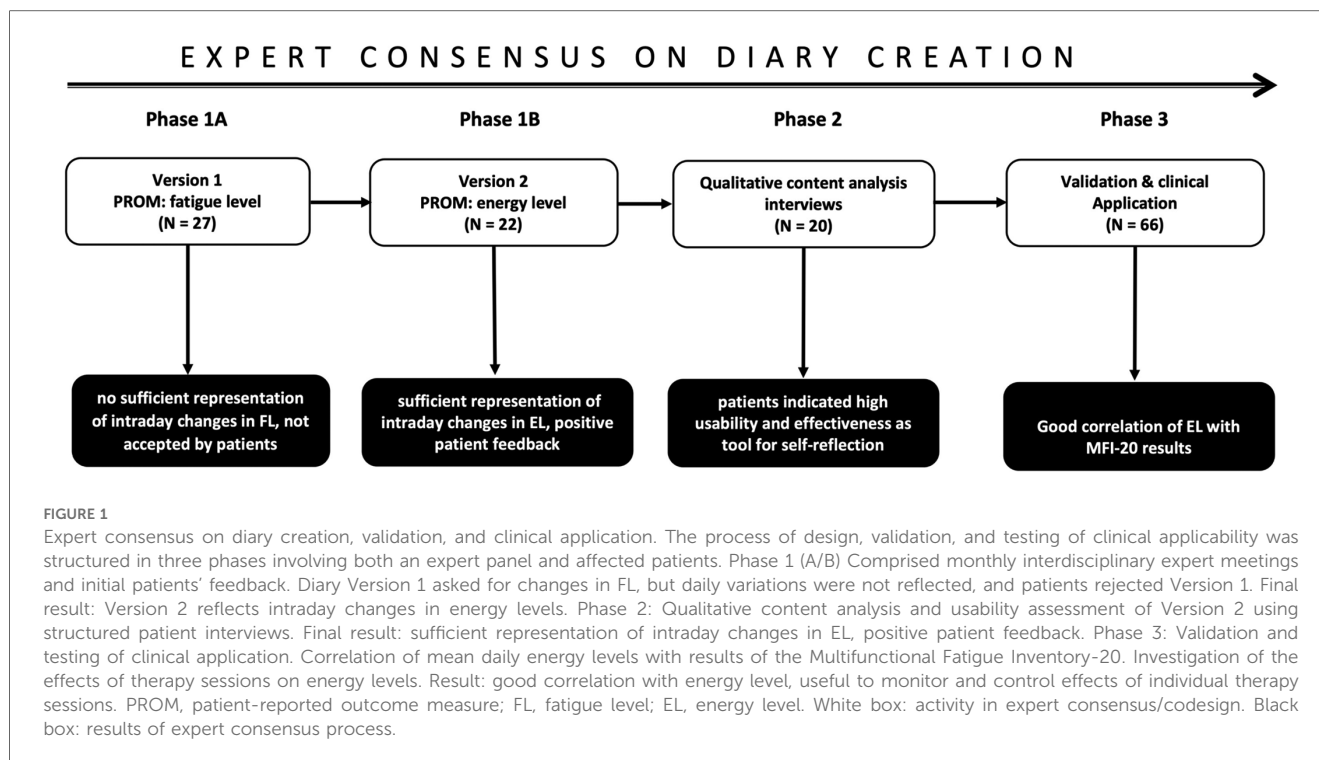 EXPERT CONSENSUS ON DIARY CREATION
Phase 1A
Phase 1B
Phase 2
Phase 3
Version 1
PROM: fatigue level
(N = 27)
Version 2
PROM: energy level
(N = 22)
Qualitative content analysis
interviews
(N = 20)
Validation & clinical
Application
(N = 66)
no sufficient representation
of intraday changes in FL, not
accepted by patients
sufficient representation of
intraday changes in EL, positive
patient feedback
patients indicated high
usability and effectiveness as
tool for self-reflection
Good correlation of EL with
MFI-20 results
FIGURE 1
Expert consensus on diary creation, validation, and clinical application. The process of design, validation, and testing of clinical applicability was
structured in three phases involving both an expert panel and affected patients. Phase 1 (A/B) Comprised monthly interdisciplinary expert meetings
and initial patients' feedback. Diary Version 1 asked for changes in FL, but daily variations were not reflected, and patients rejected Version 1. Final
result: Version 2 reflects intraday changes in energy levels. Phase 2: Qualitative content analysis and usability assessment of Version 2 using
structured patient interviews. Final result: sufficient representation of intraday changes in EL, positive patient feedback. Phase 3: Validation and
testing of clinical application. Correlation of mean daily energy levels with results of the Multifunctional Fatigue Inventory-20. Investigation of the
effects of therapy sessions on energy levels. Result: good correlation with energy level, useful to monitor and control effects of individual therapy
sessions. PROM, patient-reported outcome measure; FL, fatigue level; EL, energy level. White box: activity in expert consensus/codesign. Black
box: results of expert consensus process.